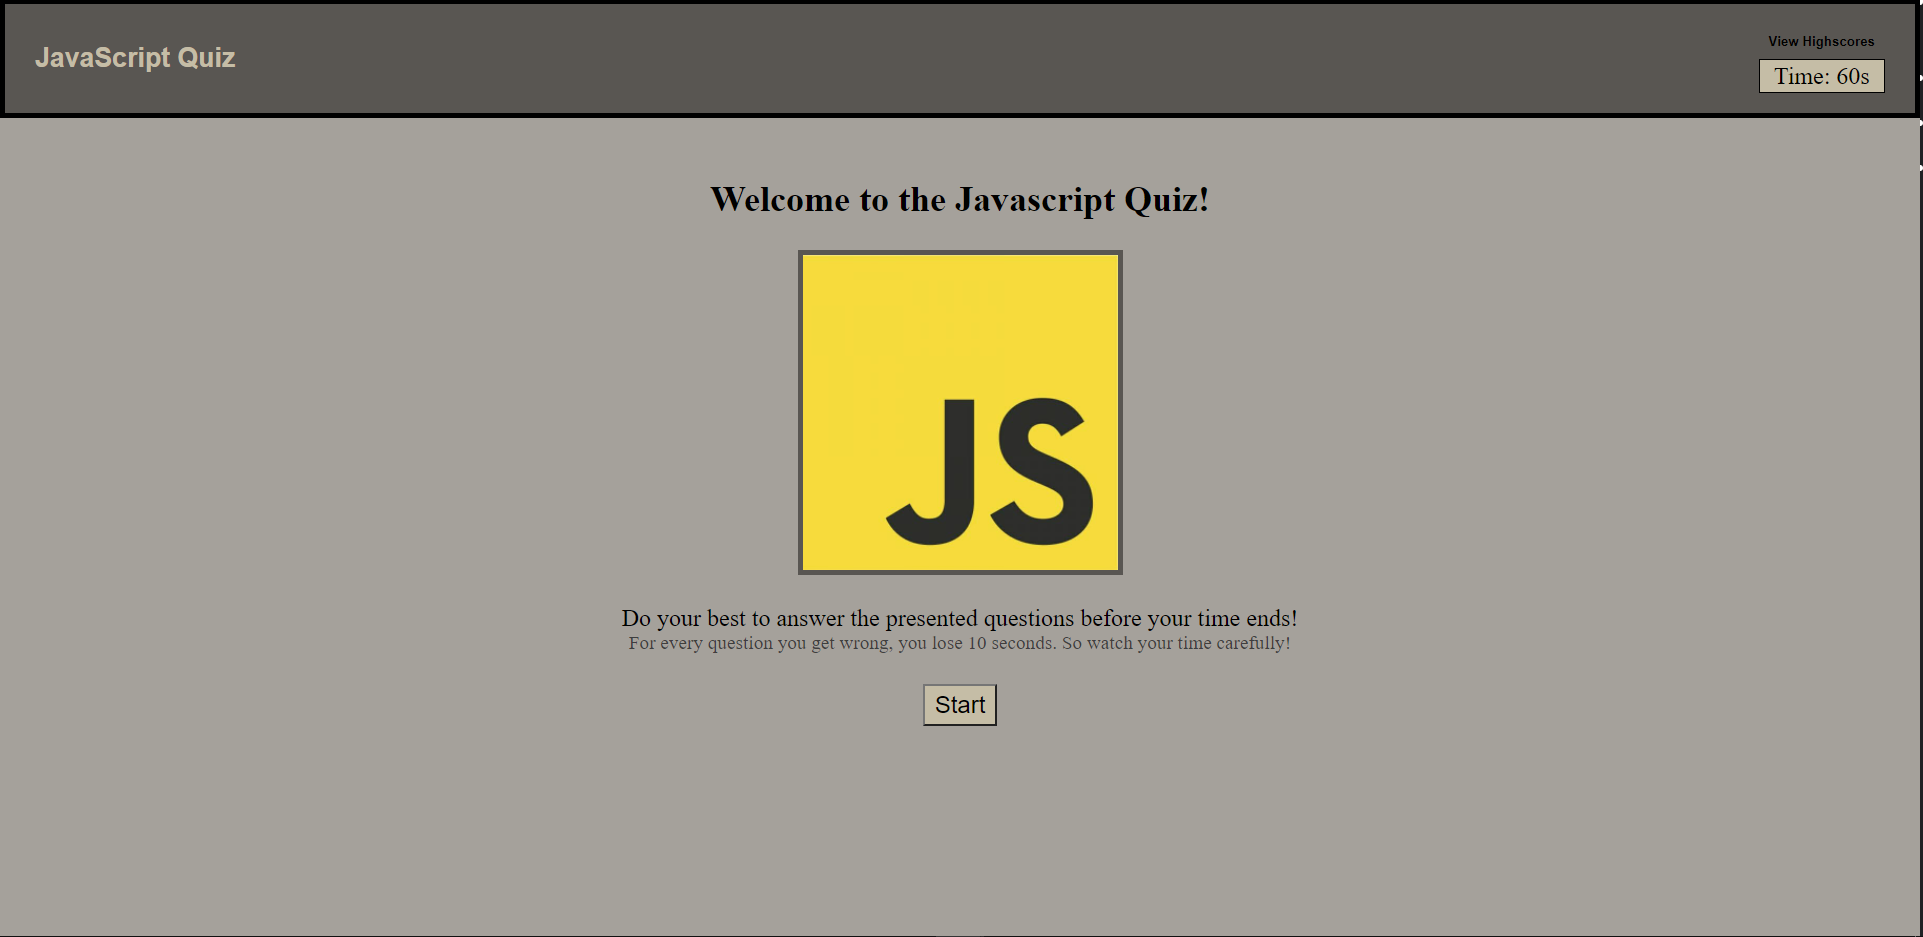 JavaScript Quiz
View Highscores
Time: 60s
Welcome to the Javascript Quiz!
JS
Do your best to answer the presented questions before your time ends!
For every question you get wrong, you lose 10 seconds. So watch your time carefully!
Start